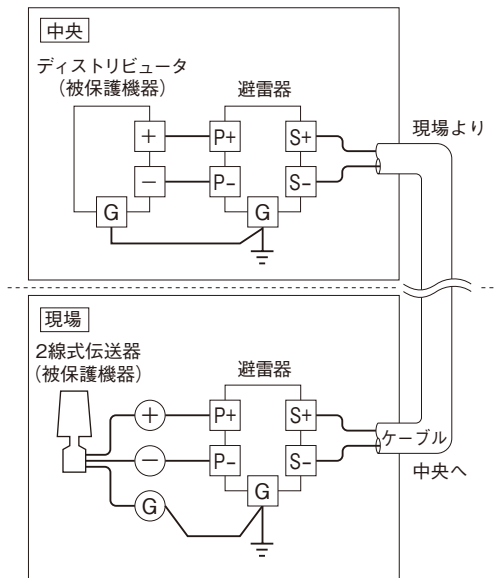 中央
ディストリビュータ
（被保護機器）
避雷器
現場より
+ P+ S+
− P− S−
G G
現場
2線式伝送器
（被保護機器）
避雷器
+ P+ S+
ケーブル
− P− S−
中央へ
G G